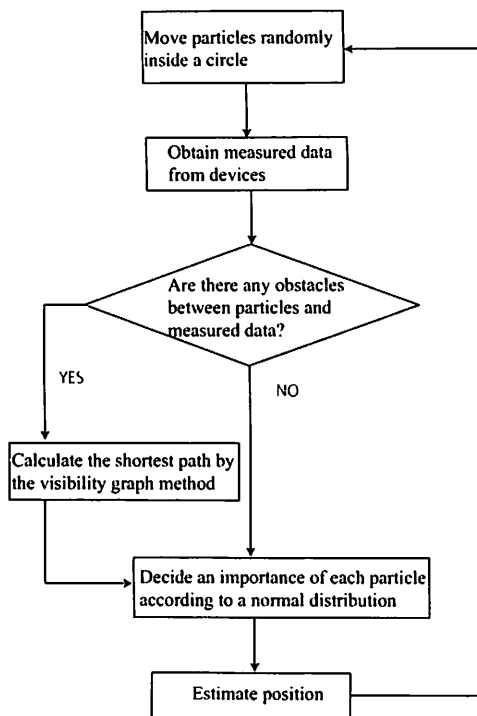 Move particles randomly
inside a circle
Obtain measured data
from devices
Are there any obstacles
between particles and
measured data?
YES
NO
Calculate the shortest path by
the visibility graph method
Decide an importance of each particle
according to a normal distribution
Estimate position